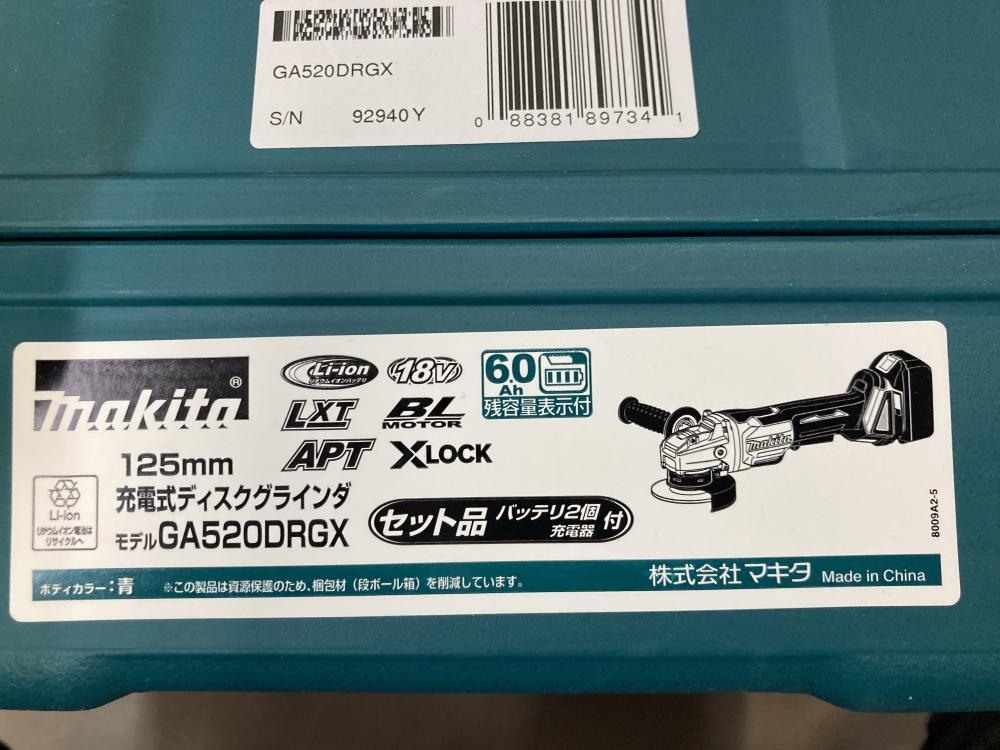 GA520DRGX
S/N 92940 Y
0 88381 89734 1
makita®
Li-ion
リチウムイオンバッテリ
18V
6.0
Ah
残容量表示付
LXT
BL
MOTOR
APT
XLOCK
125mm
充電式ディスクグラインダ
モデル GA520DRGX
セット品 バッテリ2個
充電器
付
Li-ion
リチウムイオン電池は
リサイクルへ
makita
8009A2-5
ボディカラー：青 ※この製品は資源保護のため、梱包材（段ボール箱）を削減しています。
株式会社マキタ Made in China